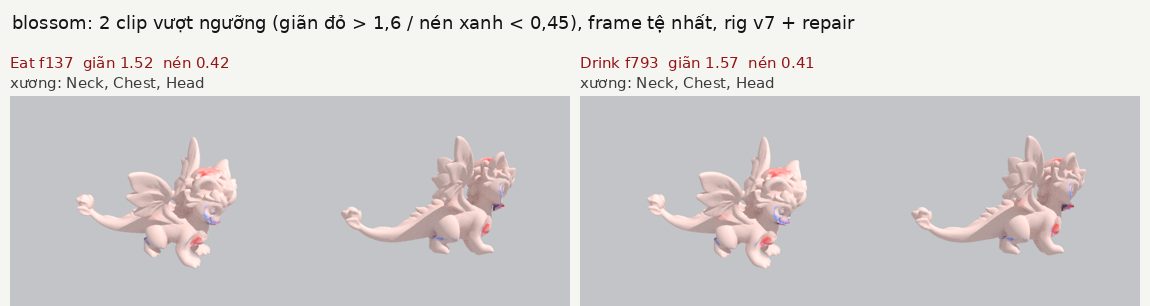 blossom: 2 clip vượt ngưỡng (giãn đỏ > 1,6 / nén xanh < 0,45), frame tệ nhất, rig v7 + repair
Eat f137  giãn 1.52  nén 0.42
xương: Neck, Chest, Head
Drink f793  giãn 1.57  nén 0.41
xương: Neck, Chest, Head